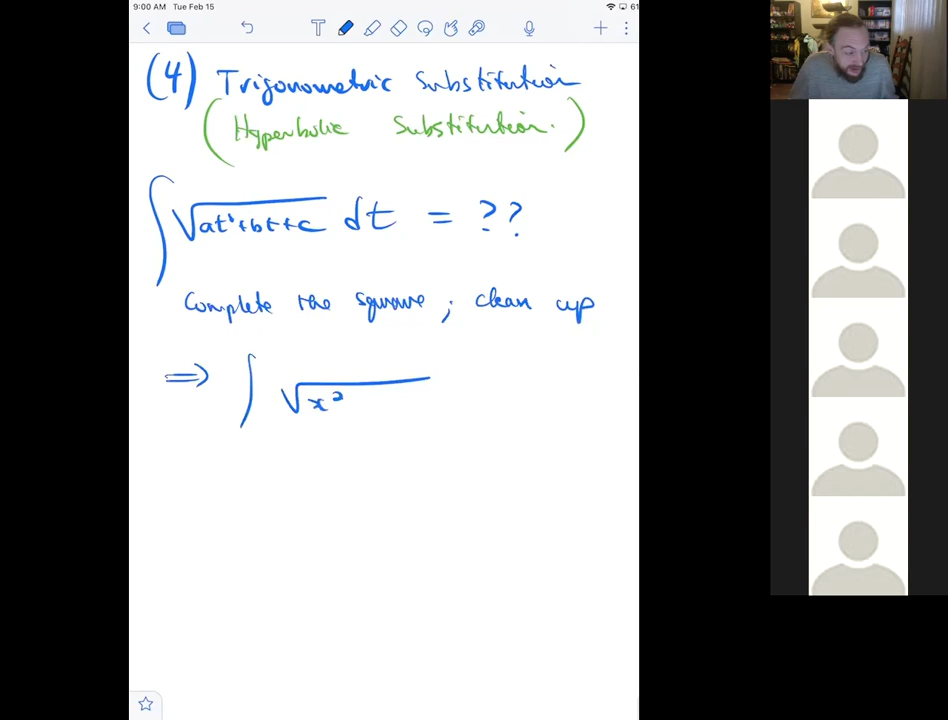 9:00 AM Tue Feb 15
61
T
(4) Trigonometric Substitution
(Hyperbolic Substitution.)
∫ √(at²+bt+c) dt = ??
Complete the square ; clean up
⟹ ∫ √x²